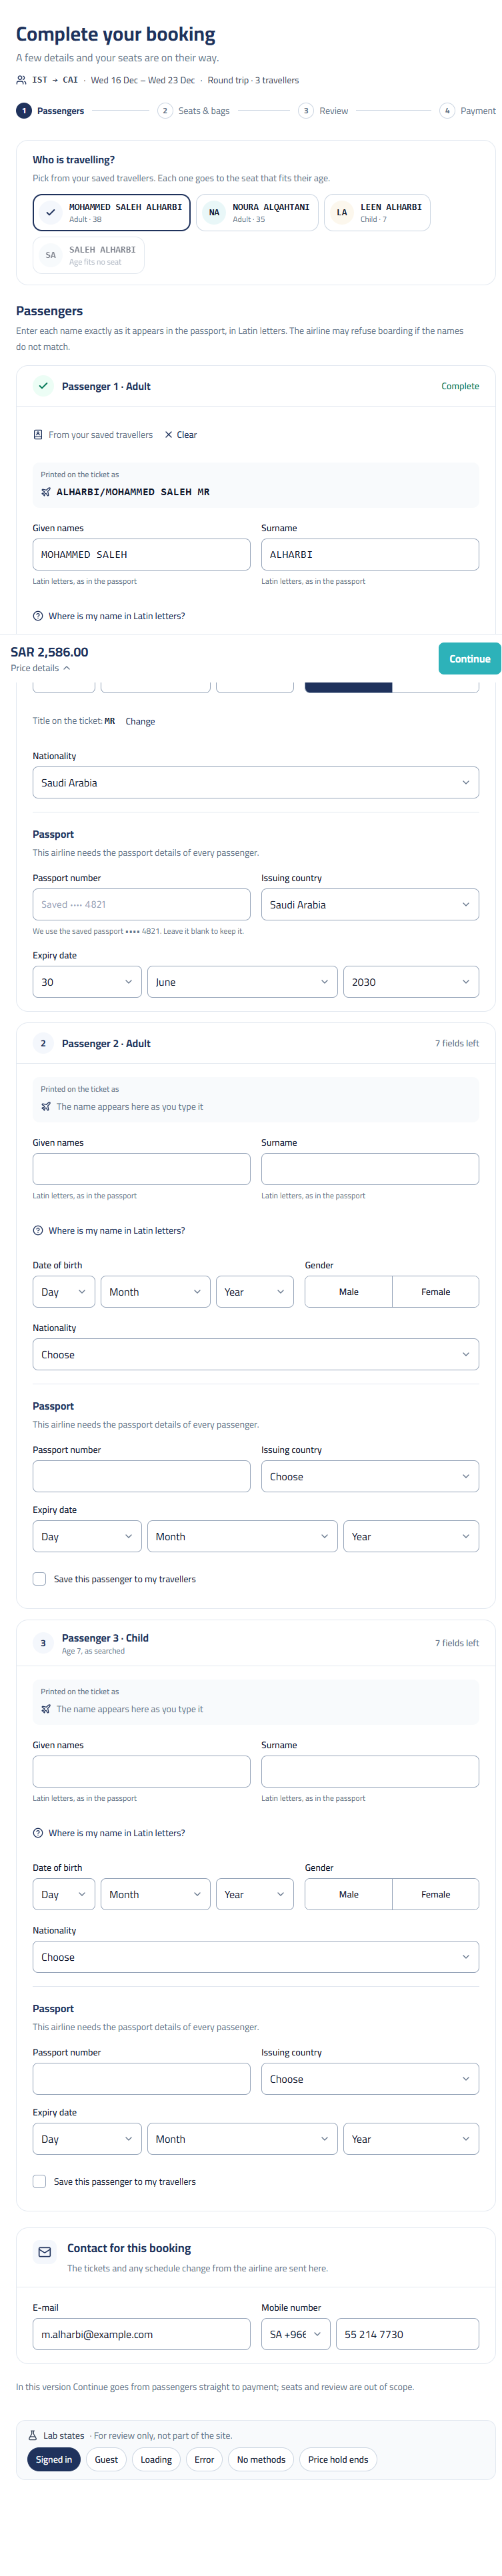 Complete your booking
A few details and your seats are on their way.
IST → CAI · Wed 16 Dec – Wed 23 Dec · Round trip · 3 travellers
1 Passengers 2 Seats & bags 3 Review 4 Payment
Who is travelling?
Pick from your saved travellers. Each one goes to the seat that fits their age.
MOHAMMED SALEH ALHARBI
Adult · 38
NA NOURA ALQAHTANI
Adult · 35
LA LEEN ALHARBI
Child · 7
SA SALEH ALHARBI
Age fits no seat
Passengers
Enter each name exactly as it appears in the passport, in Latin letters. The airline may refuse boarding if the names
do not match.
Passenger 1 · Adult Complete
From your saved travellers Clear
Printed on the ticket as
ALHARBI/MOHAMMED SALEH MR
Given names Surname
MOHAMMED SALEH ALHARBI
Latin letters, as in the passport Latin letters, as in the passport
Where is my name in Latin letters?
SAR 2,586.00
Price details
Continue
Title on the ticket: MR Change
Nationality
Saudi Arabia
Passport
This airline needs the passport details of every passenger.
Passport number Issuing country
Saved •••• 4821 Saudi Arabia
We use the saved passport •••• 4821. Leave it blank to keep it.
Expiry date
30 June 2030
2 Passenger 2 · Adult 7 fields left
Printed on the ticket as
The name appears here as you type it
Given names Surname
Latin letters, as in the passport Latin letters, as in the passport
Where is my name in Latin letters?
Date of birth Gender
Day Month Year Male Female
Nationality
Choose
Passport
This airline needs the passport details of every passenger.
Passport number Issuing country
Choose
Expiry date
Day Month Year
Save this passenger to my travellers
3 Passenger 3 · Child 7 fields left
Age 7, as searched
Printed on the ticket as
The name appears here as you type it
Given names Surname
Latin letters, as in the passport Latin letters, as in the passport
Where is my name in Latin letters?
Date of birth Gender
Day Month Year Male Female
Nationality
Choose
Passport
This airline needs the passport details of every passenger.
Passport number Issuing country
Choose
Expiry date
Day Month Year
Save this passenger to my travellers
Contact for this booking
The tickets and any schedule change from the airline are sent here.
E-mail Mobile number
m.alharbi@example.com SA +966 55 214 7730
In this version Continue goes from passengers straight to payment; seats and review are out of scope.
Lab states · For review only, not part of the site.
Signed in Guest Loading Error No methods Price hold ends